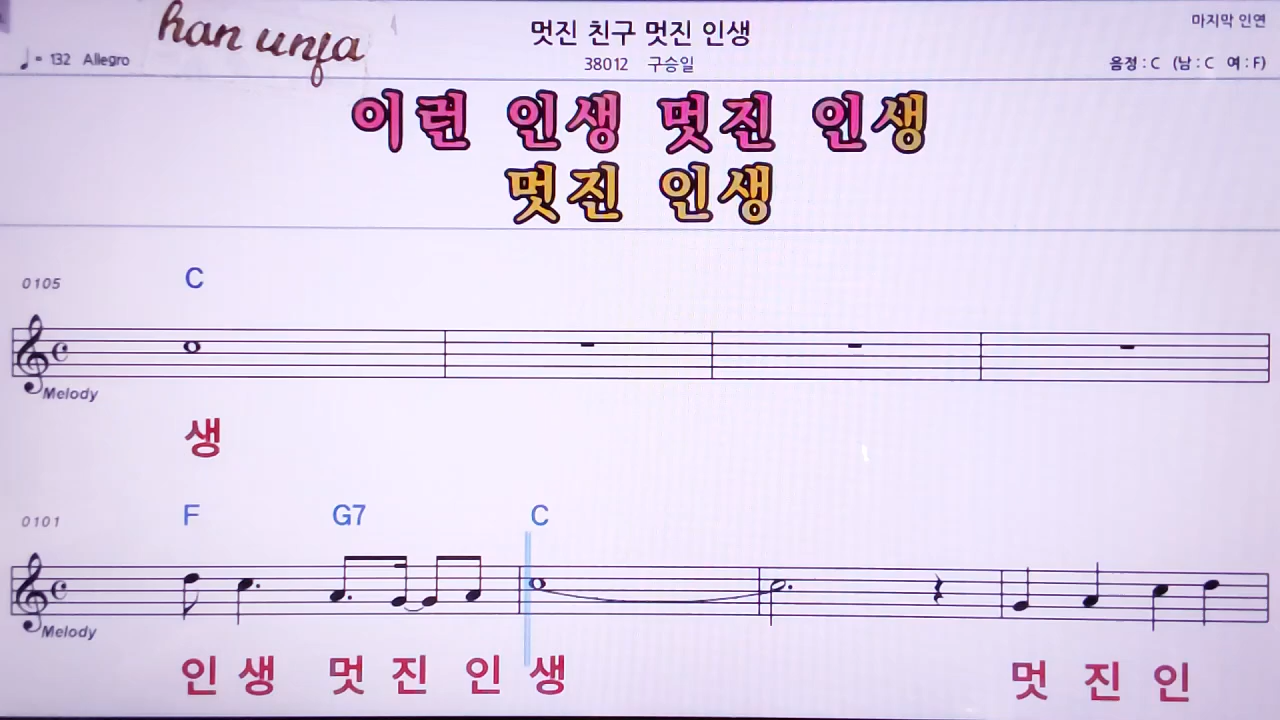 han unja
멋진 친구 멋진 인생
마지막 인연
♩= 132 Allegro
38012 구승일
음정 : C (남 : C 여 : F)
이런 인생 멋진 인생
멋진 인생
0105
C
Melody
생
0101
F G7 C
Melody
인 생 멋 진 인 생 멋 진 인